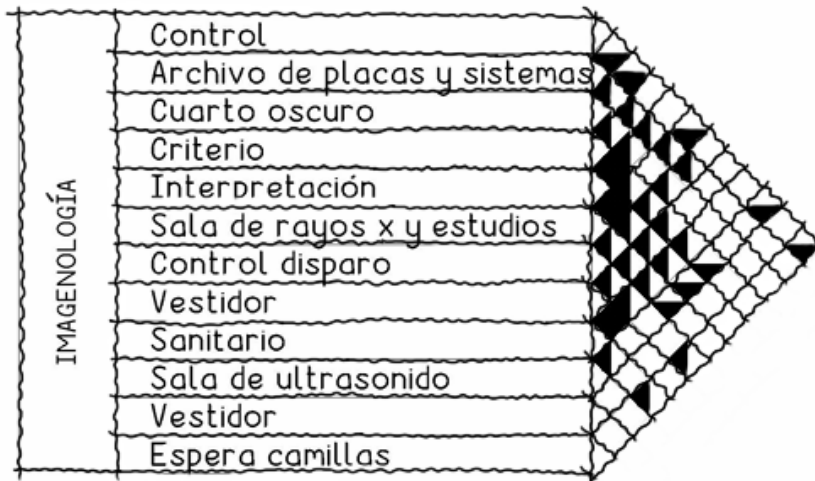 IMAGENOLOGÍA
Control
Archivo de placas y sistemas
Cuarto oscuro
Criterio
Interpretación
Sala de rayos x y estudios
Control disparo
Vestidor
Sanitario
Sala de ultrasonido
Vestidor
Espera camillas